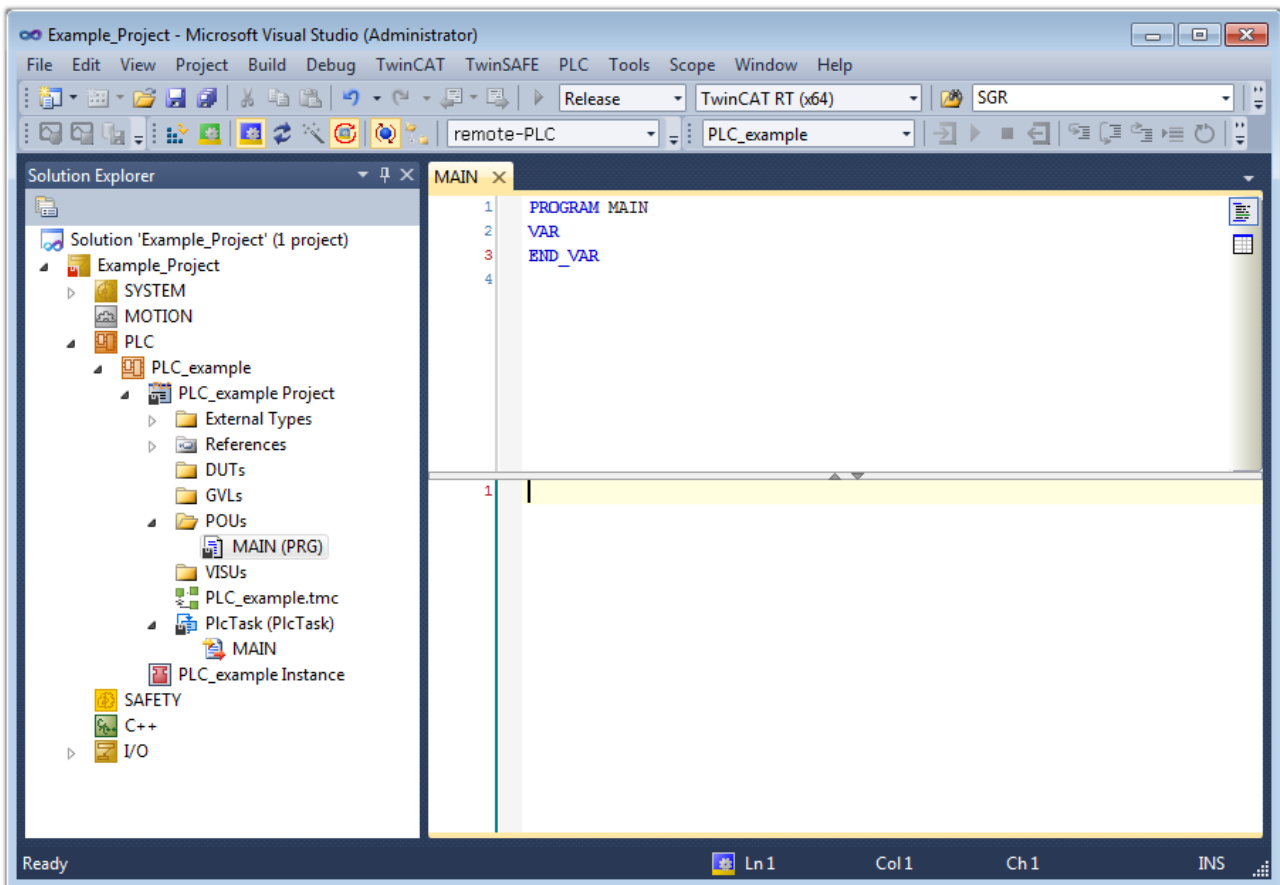 Example_Project - Microsoft Visual Studio (Administrator)
File Edit View Project Build Debug TwinCAT TwinSAFE PLC Tools Scope Window Help
Release TwinCAT RT (x64) SGR
remote-PLC PLC_example
Solution Explorer
MAIN
1 PROGRAM MAIN
2 VAR
3 END_VAR
4
Solution 'Example_Project' (1 project)
Example_Project
SYSTEM
MOTION
PLC
PLC_example
PLC_example Project
External Types
References
DUTs
GVLs
POUs
MAIN (PRG)
VISUs
PLC_example.tmc
PlcTask (PlcTask)
MAIN
PLC_example Instance
SAFETY
C++
I/O
1
Ready Ln 1 Col 1 Ch 1 INS